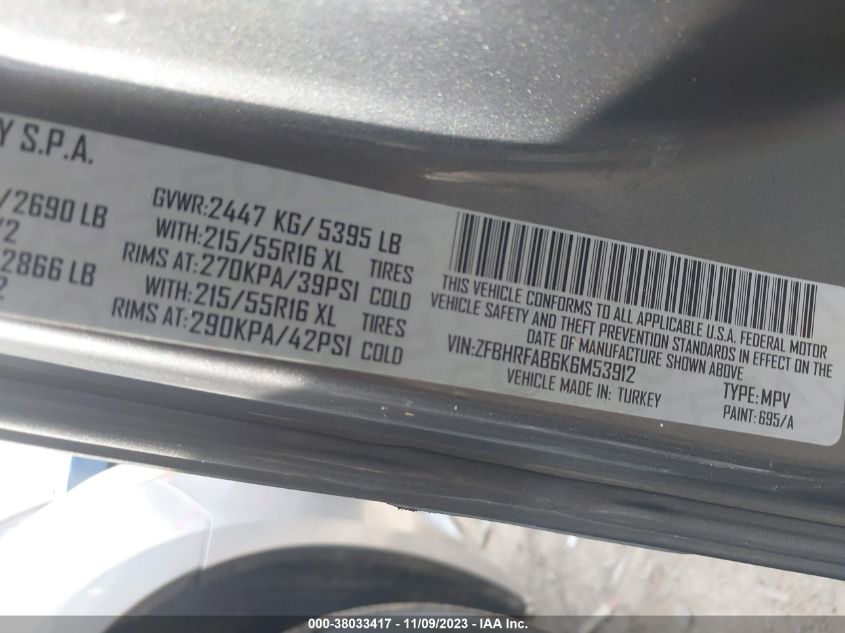 Y S.P.A.
/2690 LB
/2
2866 LB
2
GVWR:2447 KG/ 5395 LB
WITH:215/55R16 XL TIRES
RIMS AT:270KPA/39PSI COLD
WITH:215/55R16 XL TIRES
RIMS AT:290KPA/42PSI COLD
THIS VEHICLE CONFORMS TO ALL APPLICABLE U.S.A. FEDERAL MOTOR
VEHICLE SAFETY AND THEFT PREVENTION STANDARDS IN EFFECT ON THE
DATE OF MANUFACTURE SHOWN ABOVE
VIN:ZFBHRFAB6K6M53912
TYPE:MPV
VEHICLE MADE IN: TURKEY
PAINT:695/A
000-38033417 - 11/09/2023 - IAA Inc.